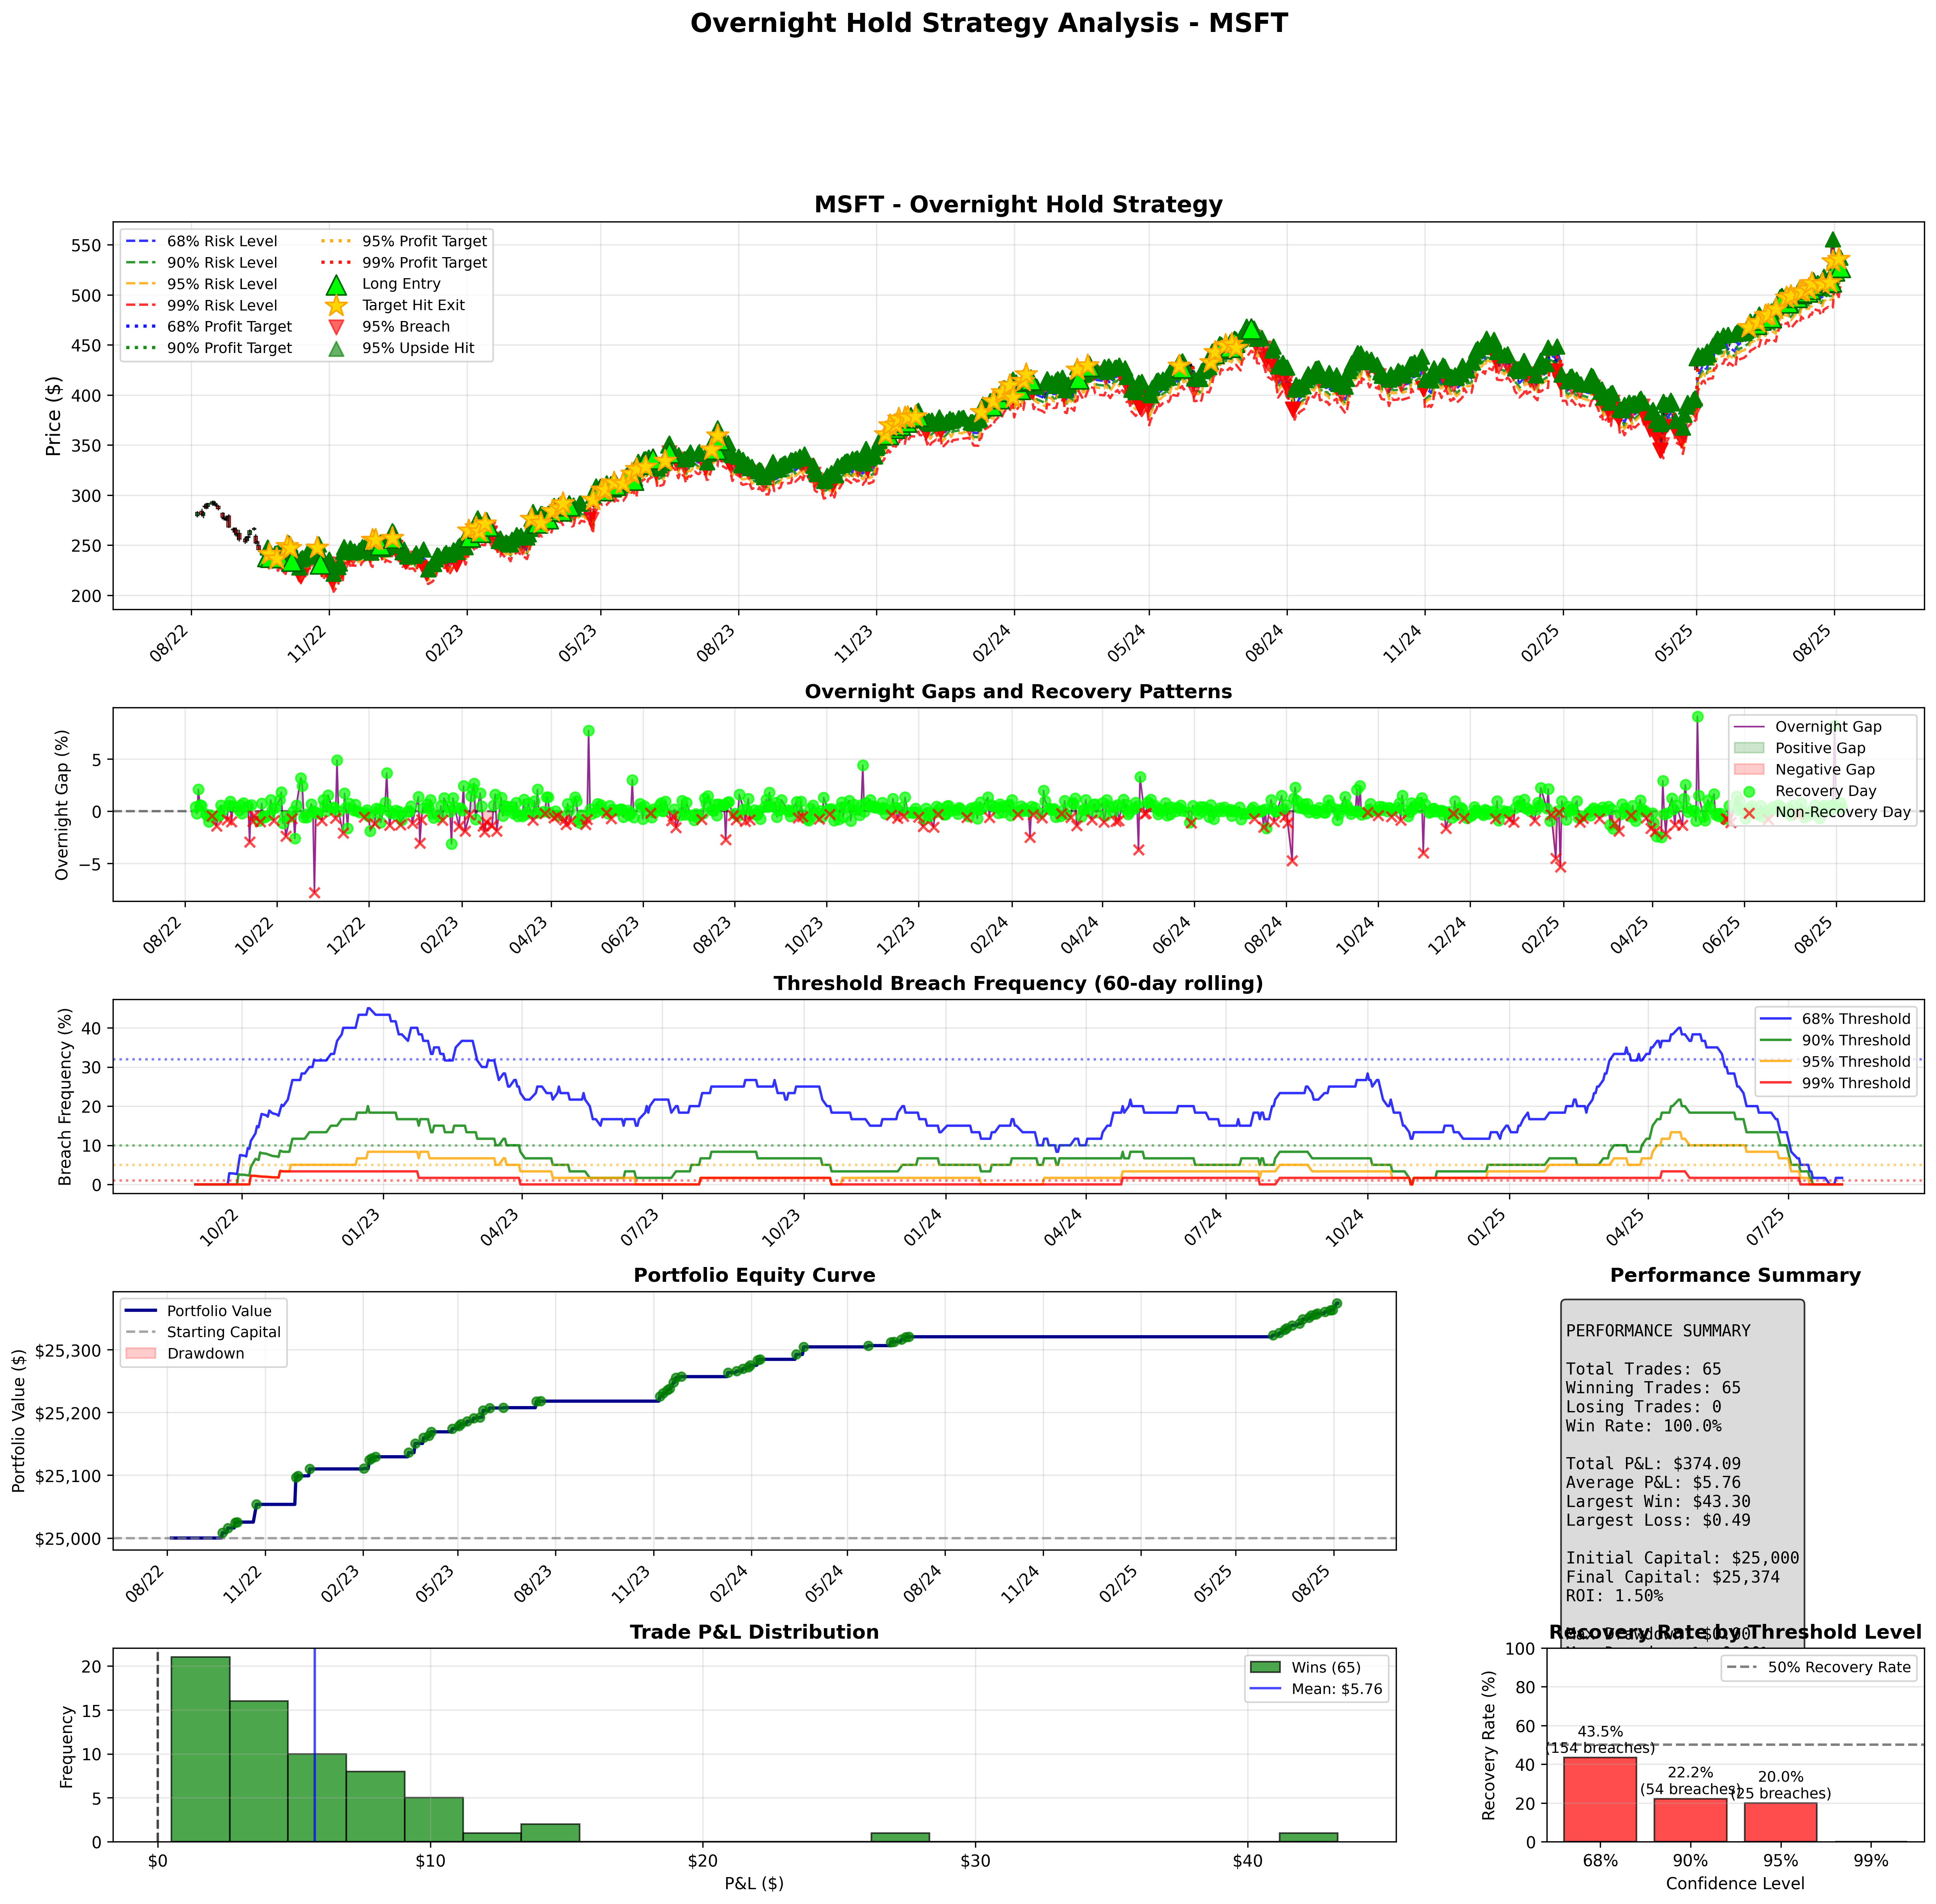 Overnight Hold Strategy Analysis - MSFT
MSFT - Overnight Hold Strategy
Price ($)
550
500
450
400
350
300
250
200
68% Risk Level
90% Risk Level
95% Risk Level
99% Risk Level
68% Profit Target
90% Profit Target
95% Profit Target
99% Profit Target
Long Entry
Target Hit Exit
95% Breach
95% Upside Hit
08/22
11/22
02/23
05/23
08/23
11/23
02/24
05/24
08/24
11/24
02/25
05/25
08/25
Overnight Gaps and Recovery Patterns
Overnight Gap (%)
5
0
−5
Overnight Gap
Positive Gap
Negative Gap
Recovery Day
Non-Recovery Day
08/22
10/22
12/22
02/23
04/23
06/23
08/23
10/23
12/23
02/24
04/24
06/24
08/24
10/24
12/24
02/25
04/25
06/25
08/25
Threshold Breach Frequency (60-day rolling)
Breach Frequency (%)
40
30
20
10
0
68% Threshold
90% Threshold
95% Threshold
99% Threshold
10/22
01/23
04/23
07/23
10/23
01/24
04/24
07/24
10/24
01/25
04/25
07/25
Portfolio Equity Curve
Portfolio Value ($)
$25,300
$25,200
$25,100
$25,000
Portfolio Value
Starting Capital
Drawdown
08/22
11/22
02/23
05/23
08/23
11/23
02/24
05/24
08/24
11/24
02/25
05/25
08/25
Performance Summary
PERFORMANCE SUMMARY
Total Trades: 65
Winning Trades: 65
Losing Trades: 0
Win Rate: 100.0%
Total P&L: $374.09
Average P&L: $5.76
Largest Win: $43.30
Largest Loss: $0.49
Initial Capital: $25,000
Final Capital: $25,374
ROI: 1.50%
Trade P&L Distribution
Frequency
20
15
10
5
0
Wins (65)
Mean: $5.76
$0
$10
$20
$30
$40
P&L ($)
Recovery Rate by Threshold Level
Recovery Rate (%)
100
80
60
40
20
0
50% Recovery Rate
43.5%
(154 breaches)
22.2%
(54 breaches)
20.0%
(25 breaches)
68%
90%
95%
99%
Confidence Level